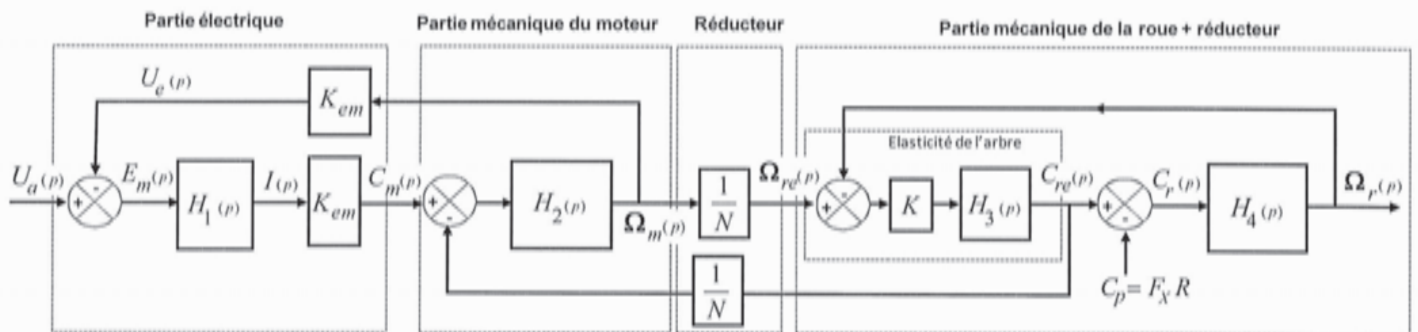 Partie électrique
Partie mécanique du moteur
Réducteur
Partie mécanique de la roue + réducteur
U_e(p)
K_em
Elasticité de l'arbre
U_a(p)
+
-
E_m(p)
H_1(p)
I(p)
K_em
C_m(p)
+
-
H_2(p)
Ω_m(p)
1/N
Ω_re(p)
+
-
K
H_3(p)
C_re(p)
+
-
C_r(p)
H_4(p)
Ω_r(p)
1/N
C_p = F_X R